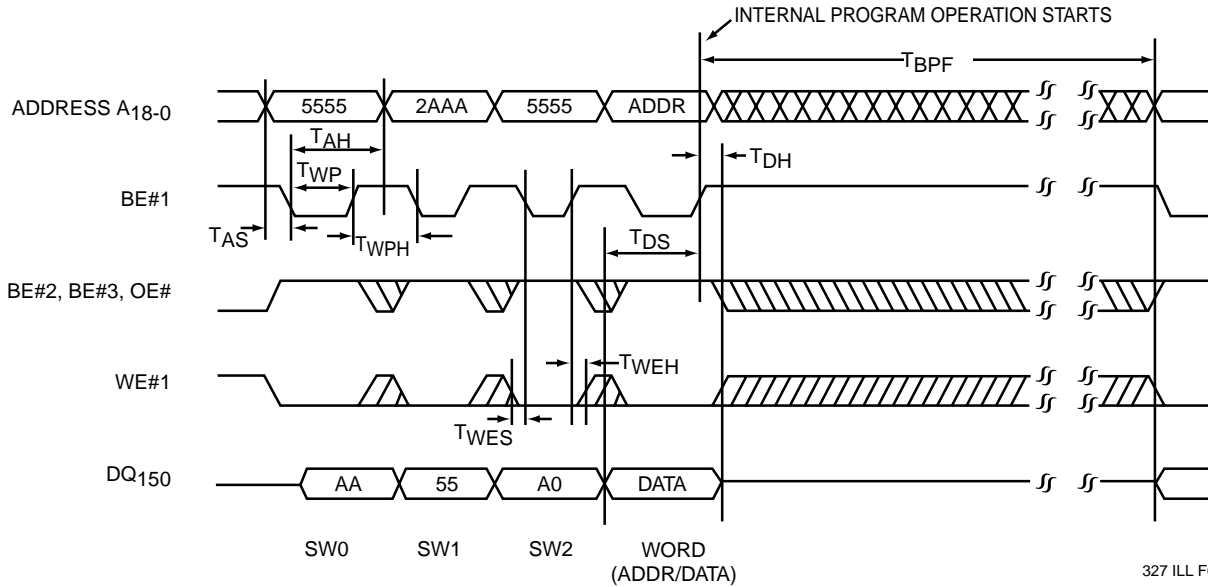 INTERNAL PROGRAM OPERATION STARTS
TBPF
ADDRESS A18-0
5555
2AAA
5555
ADDR
TAH
TDH
TWP
BE#1
TAS
TWPH
TDS
BE#2, BE#3, OE#
TWEH
WE#1
TWES
DQ150
AA
55
A0
DATA
SW0
SW1
SW2
WORD
(ADDR/DATA)
327 ILL